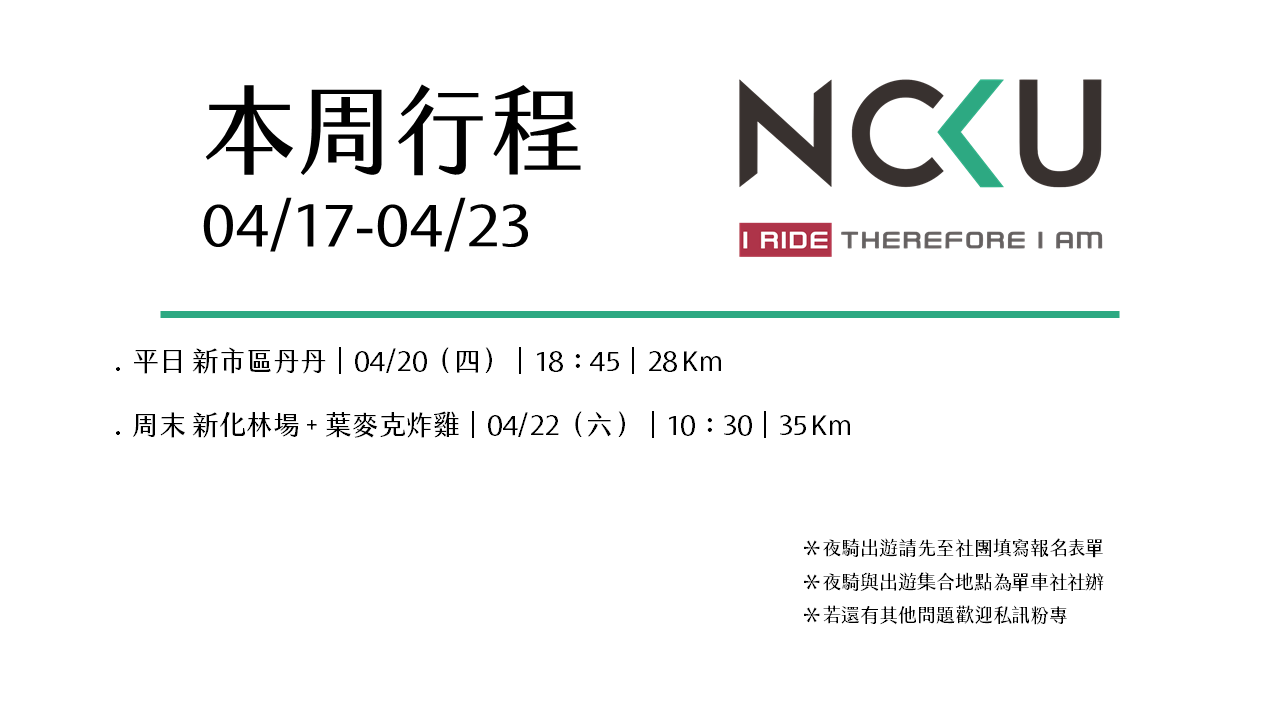 本周行程
04/17-04/23
NCKU
I RIDE THEREFORE I AM
. 平日 新市區丹丹｜04/20（四）｜18：45｜28Km
. 周末 新化林場+葉麥克炸雞｜04/22（六）｜10：30｜35Km
＊夜騎出遊請先至社團填寫報名表單
＊夜騎與出遊集合地點為單車社社辦
＊若還有其他問題歡迎私訊粉專